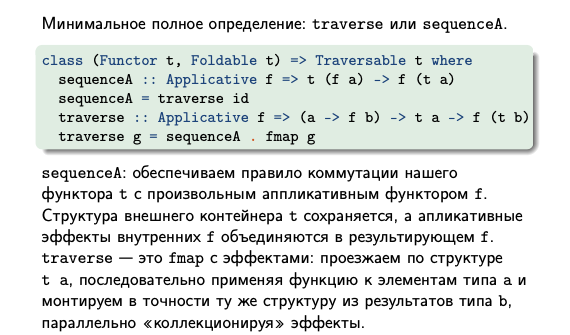 Минимальное полное определение: traverse или sequenceA.
class (Functor t, Foldable t) => Traversable t where
  sequenceA :: Applicative f => t (f a) -> f (t a)
  sequenceA = traverse id
  traverse :: Applicative f => (a -> f b) -> t a -> f (t b)
  traverse g = sequenceA . fmap g
sequenceA: обеспечиваем правило коммутации нашего
функтора t с произвольным аппликативным функтором f.
Структура внешнего контейнера t сохраняется, а апликативные
эффекты внутренних f объединяются в результирующем f.
traverse — это fmap с эффектами: проезжаем по структуре
t a, последовательно применяя функцию к элементам типа a и
монтируем в точности ту же структуру из результатов типа b,
параллельно «коллекционируя» эффекты.